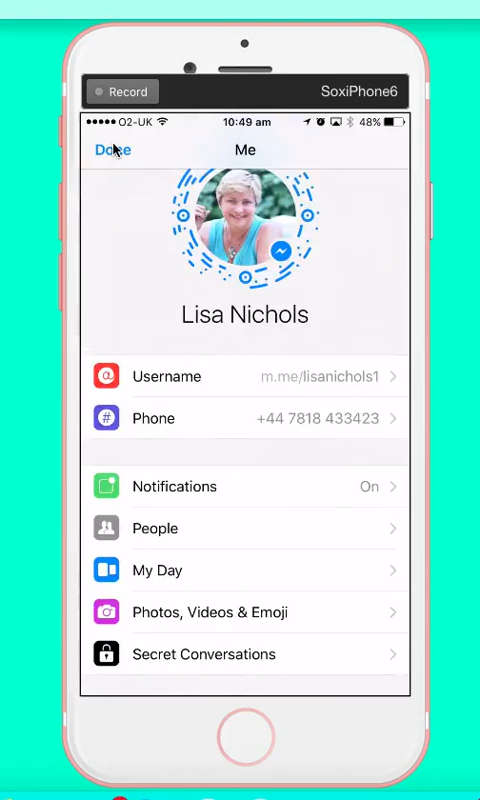 Record SoxiPhone6
O2-UK 10:49 am 48%
Done Me
Lisa Nichols
Username m.me/lisanichols1
Phone +44 7818 433423
Notifications On
People
My Day
Photos, Videos & Emoji
Secret Conversations